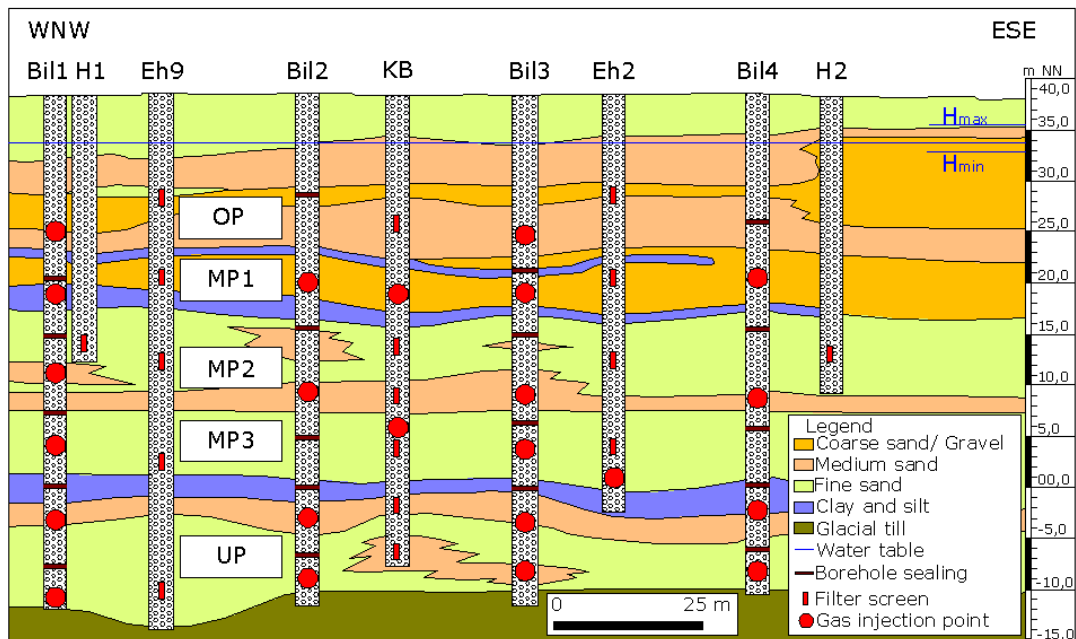 WNW ESE
Bil1 H1 Eh9 Bil2 KB Bil3 Eh2 Bil4 H2
m NN
40,0
Hmax
35,0
Hmin
30,0
OP
25,0
MP1
20,0
15,0
MP2
10,0
MP3
5,0
00,0
-5,0
UP
-10,0
-15,0
0 25 m
Legend
Coarse sand/ Gravel
Medium sand
Fine sand
Clay and silt
Glacial till
Water table
Borehole sealing
Filter screen
Gas injection point